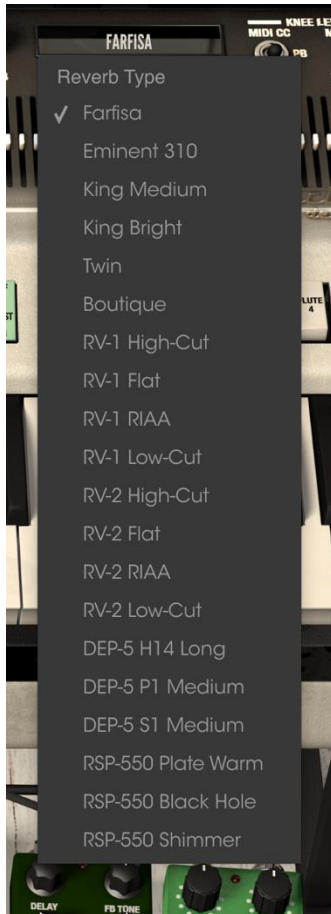 FARFISA
KNEE LE
MIDI CC
PB
Reverb Type
✓ Farfisa
Eminent 310
King Medium
King Bright
Twin
Boutique
RV-1 High-Cut
RV-1 Flat
RV-1 RIAA
RV-1 Low-Cut
RV-2 High-Cut
RV-2 Flat
RV-2 RIAA
RV-2 Low-Cut
DEP-5 H14 Long
DEP-5 P1 Medium
DEP-5 S1 Medium
RSP-550 Plate Warm
RSP-550 Black Hole
RSP-550 Shimmer
LUTE
4
ST
DELAY
FB TONE